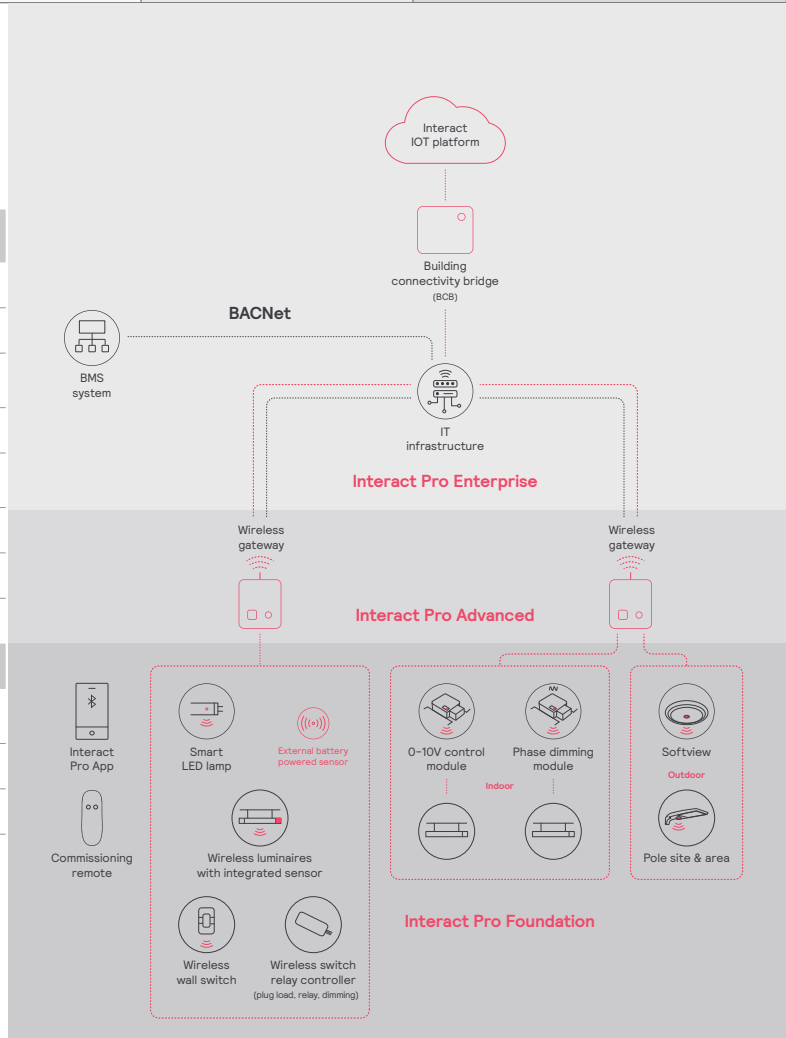 Interact
IOT platform
Building
connectivity bridge
(BCB)
BACNet
BMS
system
IT
infrastructure
Interact Pro Enterprise
Wireless
gateway
Wireless
gateway
Interact Pro Advanced
Interact
Pro App
Smart
LED lamp
External battery
powered sensor
0-10V control
module
Phase dimming
module
Softview
Indoor
Outdoor
Commissioning
remote
Wireless luminaires
with integrated sensor
Pole site & area
Interact Pro Foundation
Wireless
wall switch
Wireless switch
relay controller
(plug load, relay, dimming)